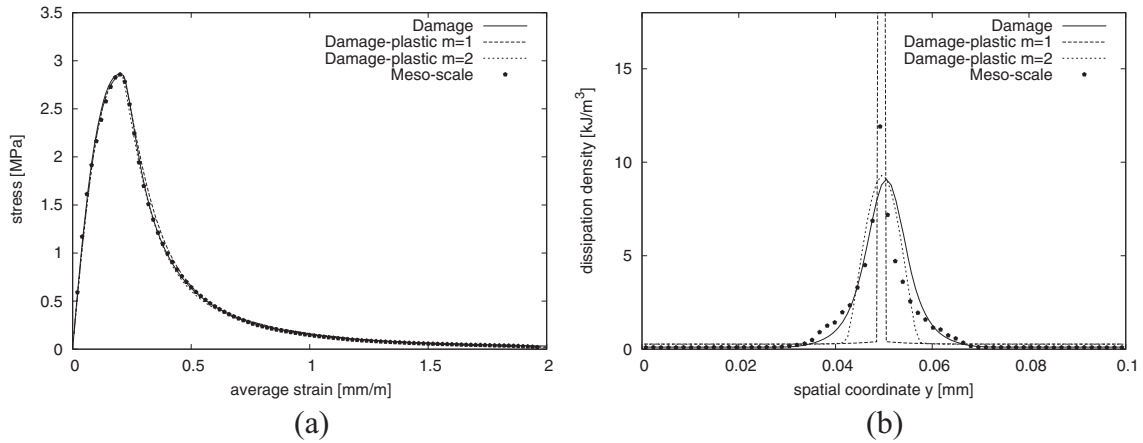 Damage
Damage-plastic m=1
Damage-plastic m=2
Meso-scale
3.5
3
2.5
2
1.5
1
0.5
0
0
0.5
1
1.5
2
stress [MPa]
average strain [mm/m]
(a)
Damage
Damage-plastic m=1
Damage-plastic m=2
Meso-scale
15
10
5
0
0
0.02
0.04
0.06
0.08
0.1
dissipation density [kJ/m³]
spatial coordinate y [mm]
(b)